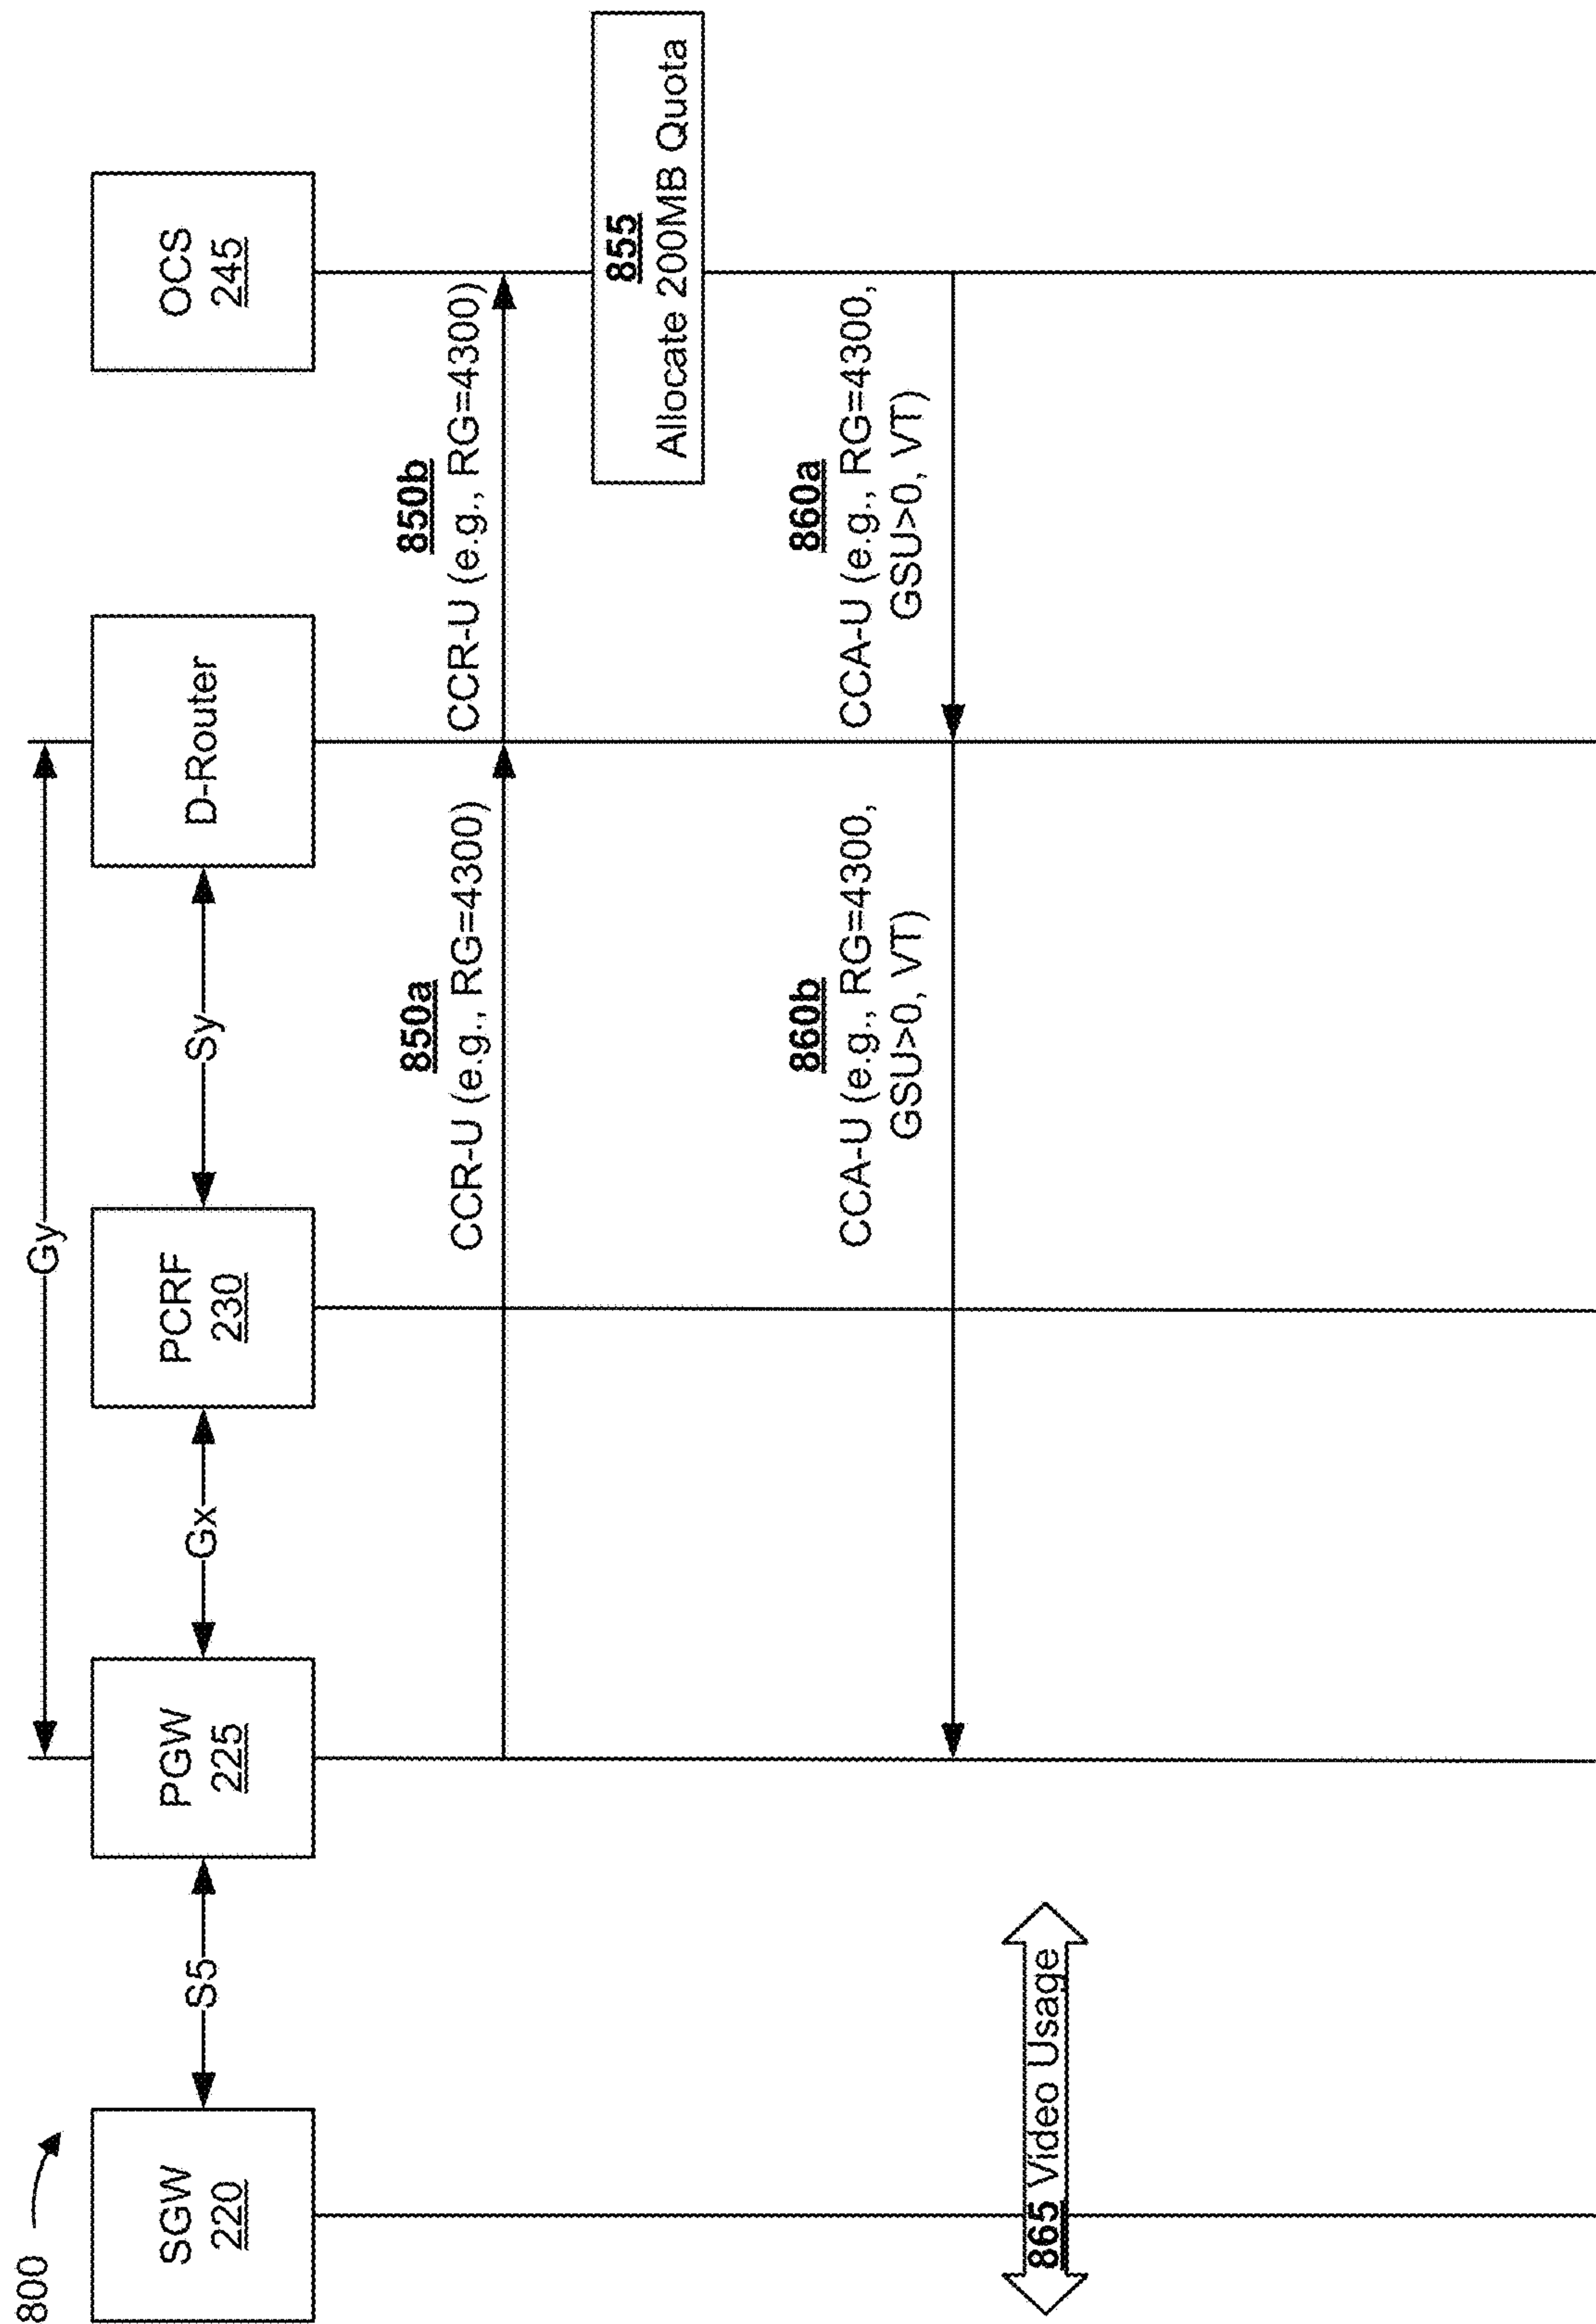 800
Gy
SGW
220
S5
PGW
225
Gx
PCRF
230
Sy
D-Router
OCS
245
850a
CCR-U (e.g., RG=4300)
850b
CCR-U (e.g., RG=4300)
855
Allocate 200MB Quota
860b
CCA-U (e.g., RG=4300,
GSU>0, VT)
860a
CCA-U (e.g., RG=4300,
GSU>0, VT)
865 Video Usage